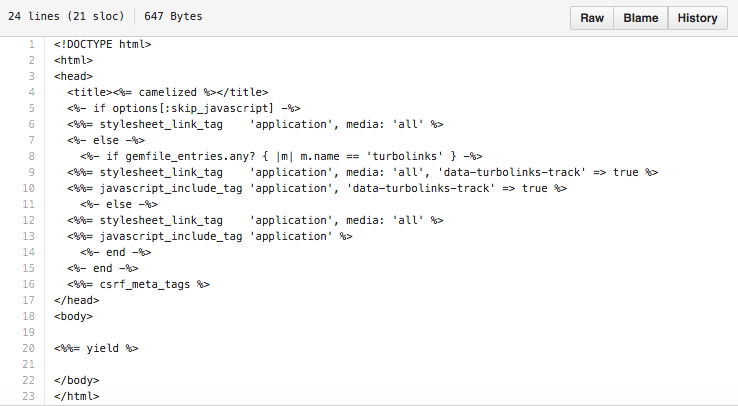 24 lines (21 sloc) 647 Bytes Raw Blame History
1 <!DOCTYPE html>
2 <html>
3 <head>
4   <title><%= camelized %></title>
5   <%- if options[:skip_javascript] -%>
6   <%%= stylesheet_link_tag    'application', media: 'all' %>
7   <%- else -%>
8     <%- if gemfile_entries.any? { |m| m.name == 'turbolinks' } -%>
9   <%%= stylesheet_link_tag    'application', media: 'all', 'data-turbolinks-track' => true %>
10   <%%= javascript_include_tag 'application', 'data-turbolinks-track' => true %>
11     <%- else -%>
12   <%%= stylesheet_link_tag    'application', media: 'all' %>
13   <%%= javascript_include_tag 'application' %>
14     <%- end -%>
15   <%- end -%>
16   <%%= csrf_meta_tags %>
17 </head>
18 <body>
19
20 <%%= yield %>
21
22 </body>
23 </html>